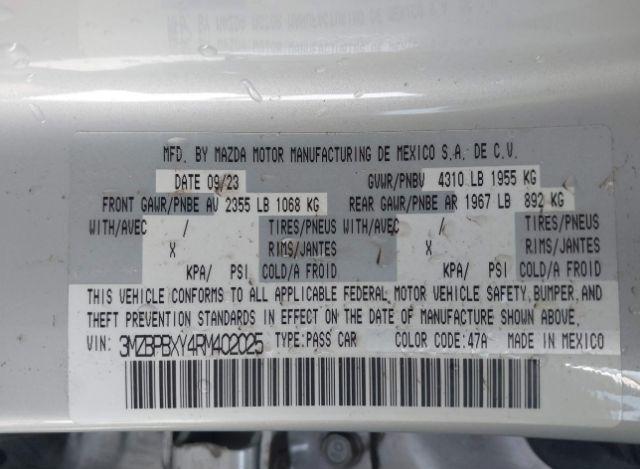 MFD. BY MAZDA MOTOR MANUFACTURING DE MEXICO S.A. DE C.V.
DATE 09/23 GVWR/PNBV 4310 LB 1955 KG
FRONT GAWR/PNBE AV 2355 LB 1068 KG REAR GAWR/PNBE AR 1967 LB 892 KG
WITH/AVEC / TIRES/PNEUS WITH/AVEC / TIRES/PNEUS
X RIMS/JANTES X RIMS/JANTES
KPA/ PSI COLD/A FROID KPA/ PSI COLD/A FROID
THIS VEHICLE CONFORMS TO ALL APPLICABLE FEDERAL MOTOR VEHICLE SAFETY, BUMPER, AND
THEFT PREVENTION STANDARDS IN EFFECT ON THE DATE OF MANUFACTURE SHOWN ABOVE.
VIN: 3MZBPBXY4RM402025 TYPE:PASS CAR COLOR CODE:47A MADE IN MEXICO